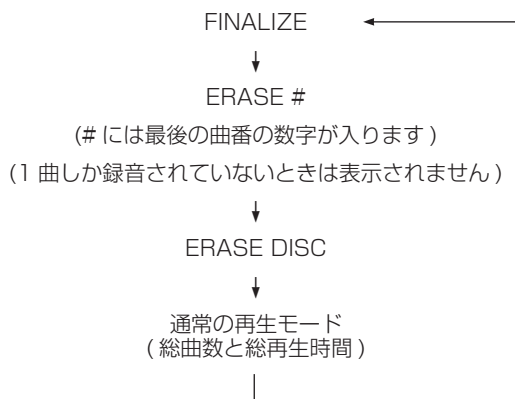 FINALIZE
ERASE #
(# には最後の曲番の数字が入ります)
(1 曲しか録音されていないときは表示されません)
ERASE DISC
通常の再生モード
(総曲数と総再生時間)